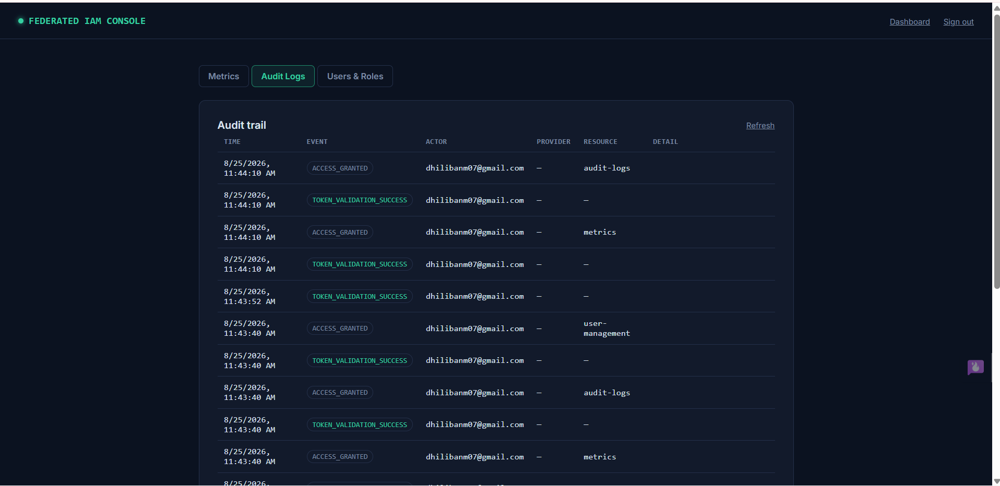 FEDERATED IAM CONSOLE
Dashboard Sign out
Metrics Audit Logs Users & Roles
Audit trail Refresh
TIME EVENT ACTOR PROVIDER RESOURCE DETAIL
8/25/2026,
11:44:10 AM ACCESS_GRANTED dhilibanm07@gmail.com — audit-logs
8/25/2026,
11:44:10 AM TOKEN_VALIDATION_SUCCESS dhilibanm07@gmail.com — —
8/25/2026,
11:44:10 AM ACCESS_GRANTED dhilibanm07@gmail.com — metrics
8/25/2026,
11:44:10 AM TOKEN_VALIDATION_SUCCESS dhilibanm07@gmail.com — —
8/25/2026,
11:43:52 AM TOKEN_VALIDATION_SUCCESS dhilibanm07@gmail.com — —
8/25/2026,
11:43:40 AM ACCESS_GRANTED dhilibanm07@gmail.com — user-
management
8/25/2026,
11:43:40 AM TOKEN_VALIDATION_SUCCESS dhilibanm07@gmail.com — —
8/25/2026,
11:43:40 AM ACCESS_GRANTED dhilibanm07@gmail.com — audit-logs
8/25/2026,
11:43:40 AM TOKEN_VALIDATION_SUCCESS dhilibanm07@gmail.com — —
8/25/2026,
11:43:40 AM ACCESS_GRANTED dhilibanm07@gmail.com — metrics
8/25/2026,